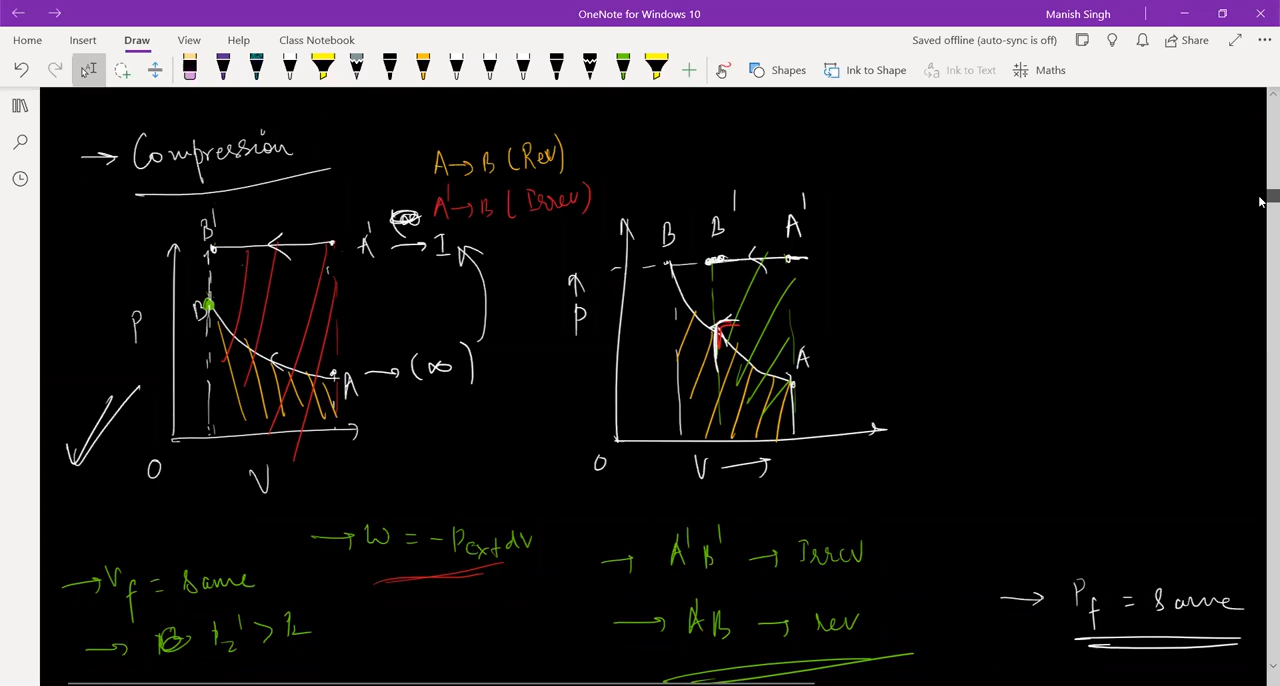 OneNote for Windows 10
Manish Singh
Home Insert Draw View Help Class Notebook
Saved offline (auto-sync is off) Share
Shapes Ink to Shape Ink to Text Maths
→ Compression
A → B (Rev)
A' → B (Irrev)
B' A' → I
B
P
A → (∞)
O V
B B' A'
P
A
O V →
→ W = - Pext dv
→ Vf = Same
→ A'B' → Irrev
→ AB → rev
→ Pf = same